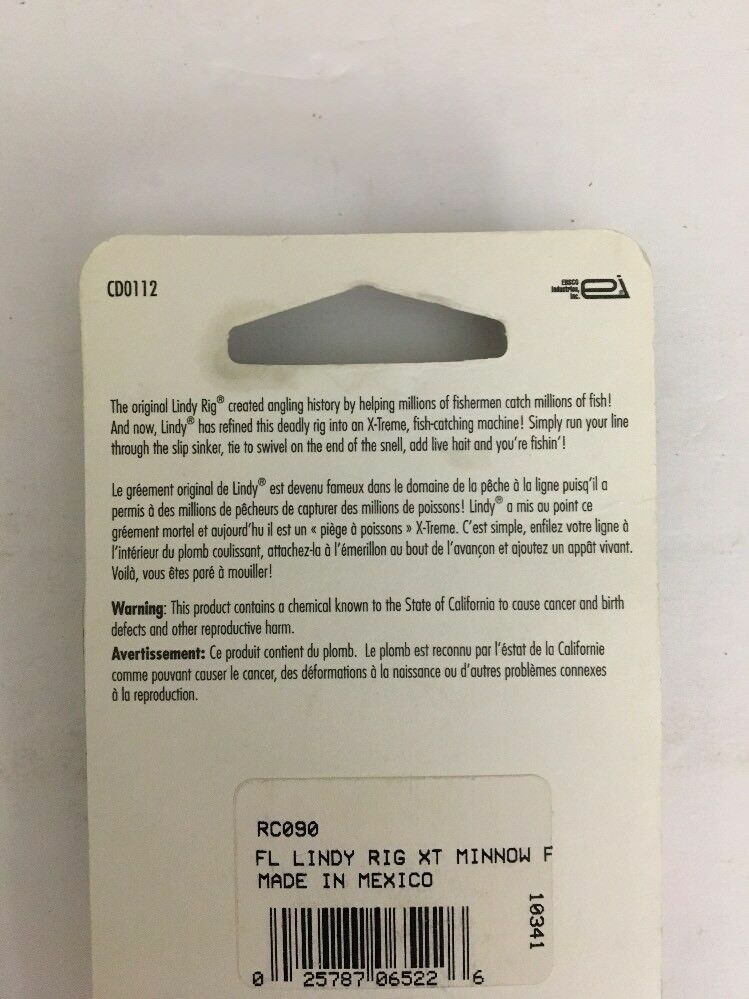 CD0112
EBSCO
Industries,
Inc.
The original Lindy Rig® created angling history by helping millions of fishermen catch millions of fish!
And now, Lindy® has refined this deadly rig into an X-Treme, fish-catching machine! Simply run your line
through the slip sinker, tie to swivel on the end of the snell, add live bait and you're fishin'!
Le gréement original de Lindy® est devenu fameux dans le domaine de la pêche à la ligne puisq'il a
permis à des millions de pêcheurs de capturer des millions de poissons! Lindy® a mis au point ce
gréement mortel et aujourd'hu il est un « piège à poissons » X-Treme. C'est simple, enfilez votre ligne à
l'intérieur du plomb coulissant, attachez-la à l'émerillon au bout de l'avançon et ajoutez un appât vivant.
Voilà, vous êtes paré à mouiller!
Warning: This product contains a chemical known to the State of California to cause cancer and birth
defects and other reproductive harm.
Avertissement: Ce produit contient du plomb. Le plomb est reconnu par l'éstat de la Californie
comme pouvant causer le cancer, des déformations à la naissance ou d'autres problèmes connexes
à la reproduction.
RC090
FL LINDY RIG XT MINNOW F
MADE IN MEXICO
10341
0 25787 06522 6